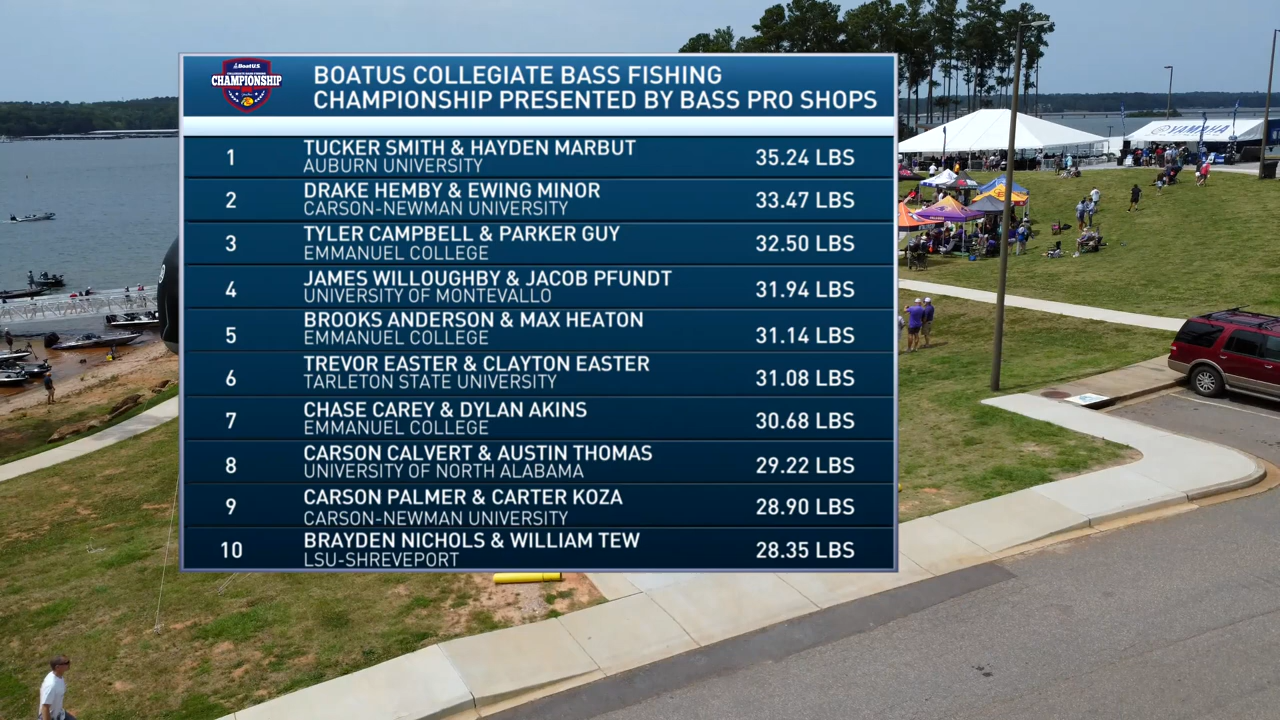 BoatU.S.
COLLEGIATE BASS FISHING
CHAMPIONSHIP
BOATUS COLLEGIATE BASS FISHING
CHAMPIONSHIP PRESENTED BY BASS PRO SHOPS
1 TUCKER SMITH & HAYDEN MARBUT 35.24 LBS
AUBURN UNIVERSITY
2 DRAKE HEMBY & EWING MINOR 33.47 LBS
CARSON-NEWMAN UNIVERSITY
3 TYLER CAMPBELL & PARKER GUY 32.50 LBS
EMMANUEL COLLEGE
4 JAMES WILLOUGHBY & JACOB PFUNDT 31.94 LBS
UNIVERSITY OF MONTEVALLO
5 BROOKS ANDERSON & MAX HEATON 31.14 LBS
EMMANUEL COLLEGE
6 TREVOR EASTER & CLAYTON EASTER 31.08 LBS
TARLETON STATE UNIVERSITY
7 CHASE CAREY & DYLAN AKINS 30.68 LBS
EMMANUEL COLLEGE
8 CARSON CALVERT & AUSTIN THOMAS 29.22 LBS
UNIVERSITY OF NORTH ALABAMA
9 CARSON PALMER & CARTER KOZA 28.90 LBS
CARSON-NEWMAN UNIVERSITY
10 BRAYDEN NICHOLS & WILLIAM TEW 28.35 LBS
LSU-SHREVEPORT
YAMAHA